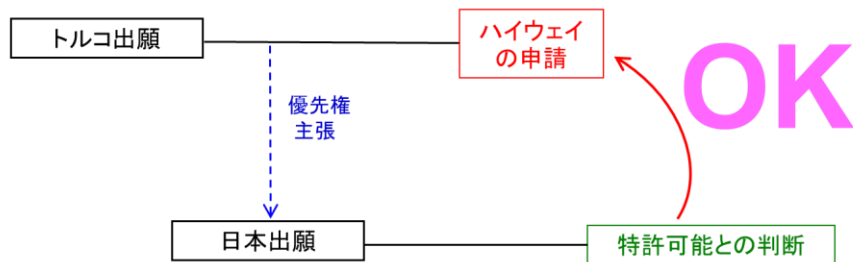 トルコ出願
ハイウェイ
の申請
OK
優先権
主張
日本出願
特許可能との判断